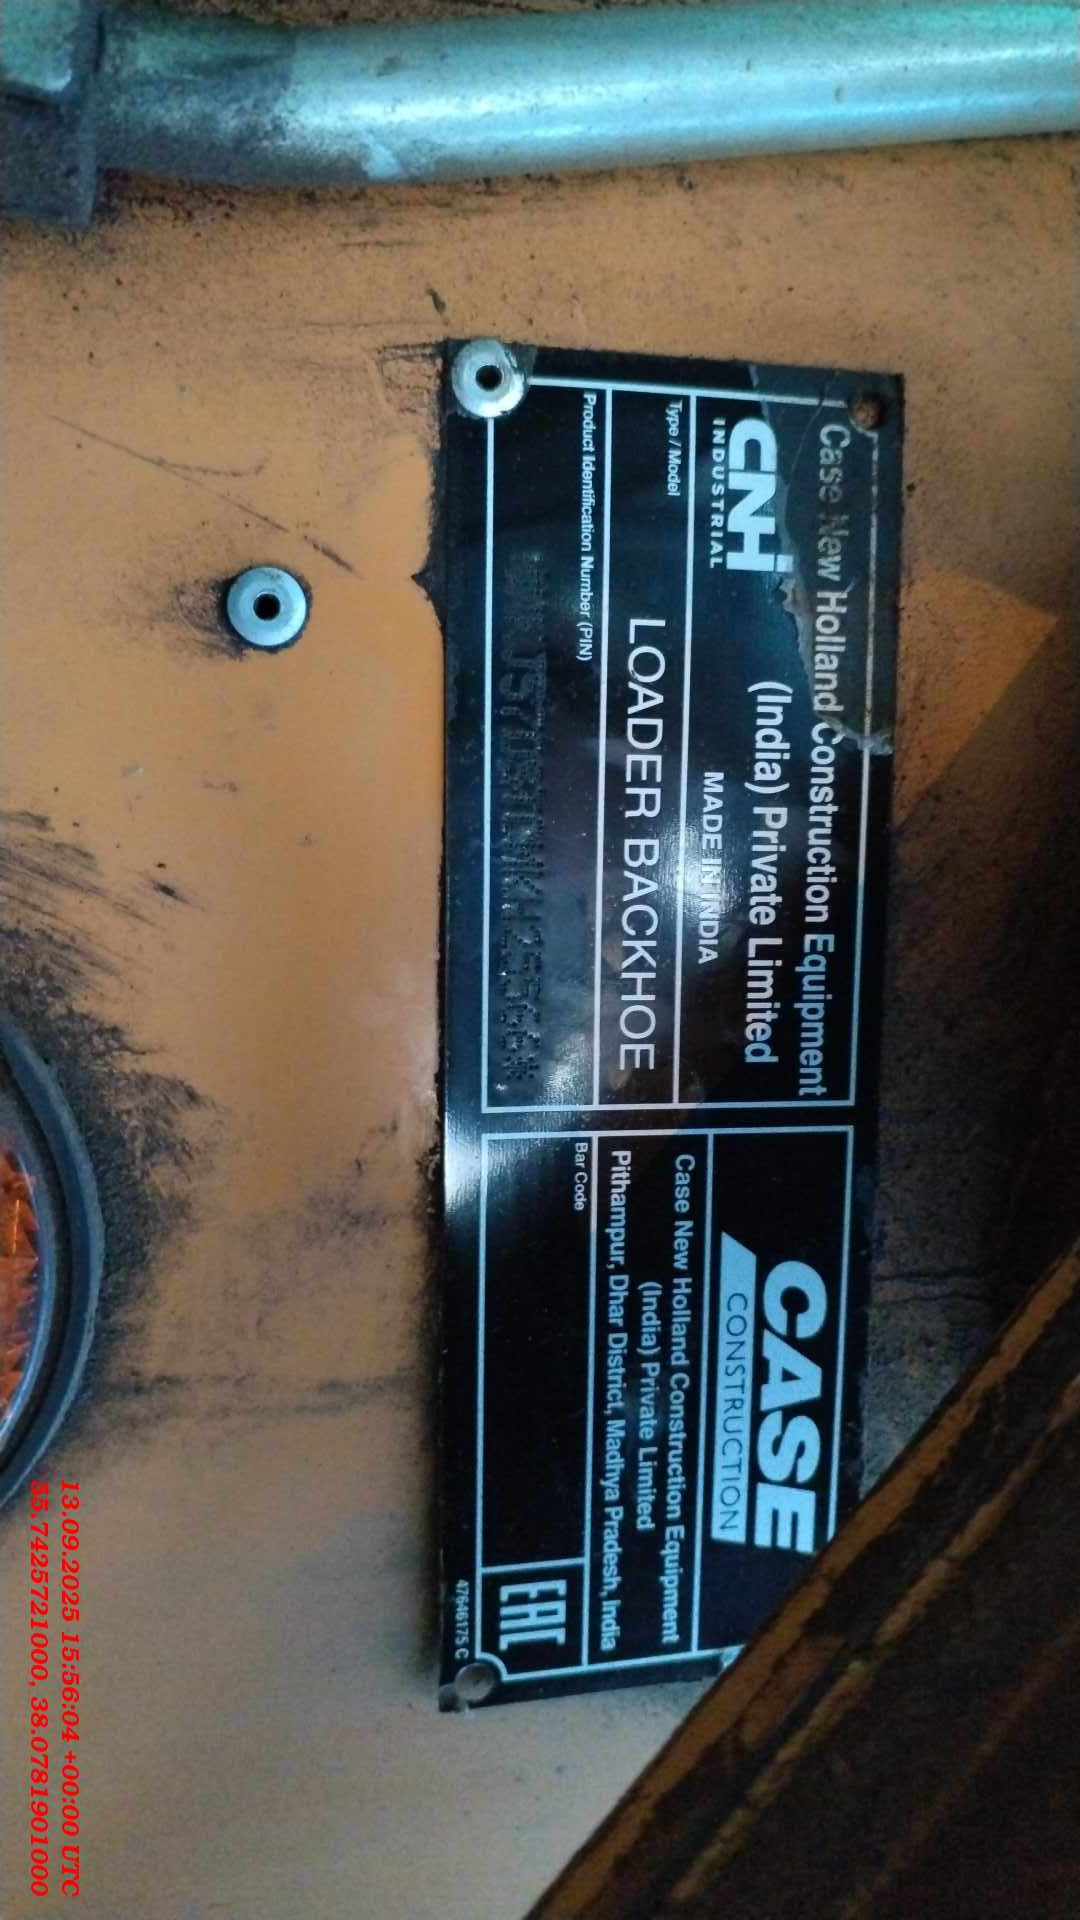 Case New Holland Construction Equipment
(India) Private Limited
CNH
INDUSTRIAL
MADE IN INDIA
Type / Model
LOADER BACKHOE
Product Identification Number (PIN)
CASE
CONSTRUCTION
Case New Holland Construction Equipment
(India) Private Limited
Pithampur, Dhar District, Madhya Pradesh, India
Bar Code
EAC
47646175 C
13.09.2025 15:56:04 +00:00 UTC
55.7425721000, 38.0781901000